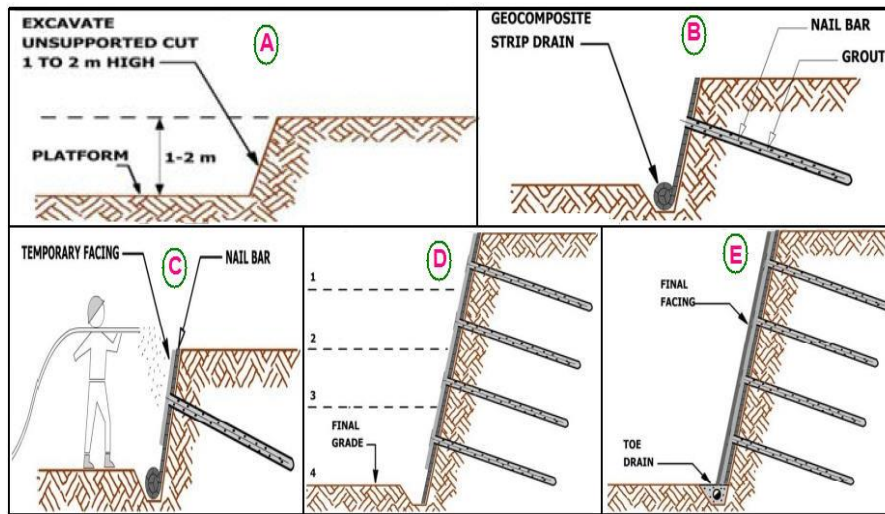 EXCAVATE
UNSUPPORTED CUT
1 TO 2 m HIGH
A
PLATFORM
1-2 m
GEOCOMPOSITE
STRIP DRAIN
B
NAIL BAR
GROUT
TEMPORARY FACING
C
NAIL BAR
D
1
2
3
FINAL
GRADE
4
E
FINAL
FACING
TOE
DRAIN